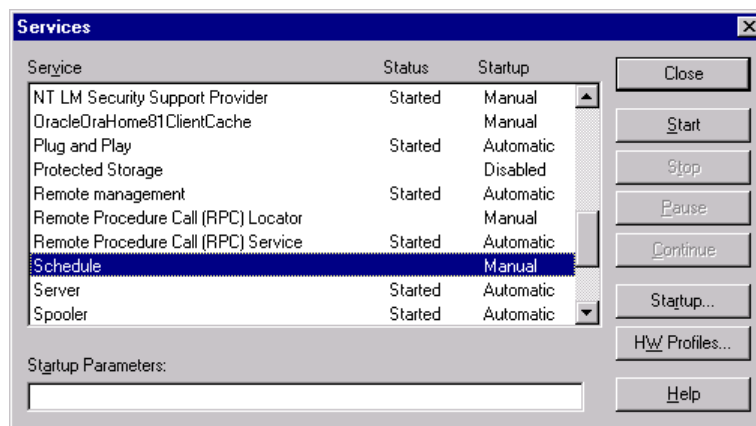 Services
Service Status Startup
NT LM Security Support Provider Started Manual
OracleOraHome81ClientCache Manual
Plug and Play Started Automatic
Protected Storage Disabled
Remote management Started Automatic
Remote Procedure Call (RPC) Locator Manual
Remote Procedure Call (RPC) Service Started Automatic
Schedule Manual
Server Started Automatic
Spooler Started Automatic
Startup Parameters:
Close
Start
Stop
Pause
Continue
Startup...
HW Profiles...
Help